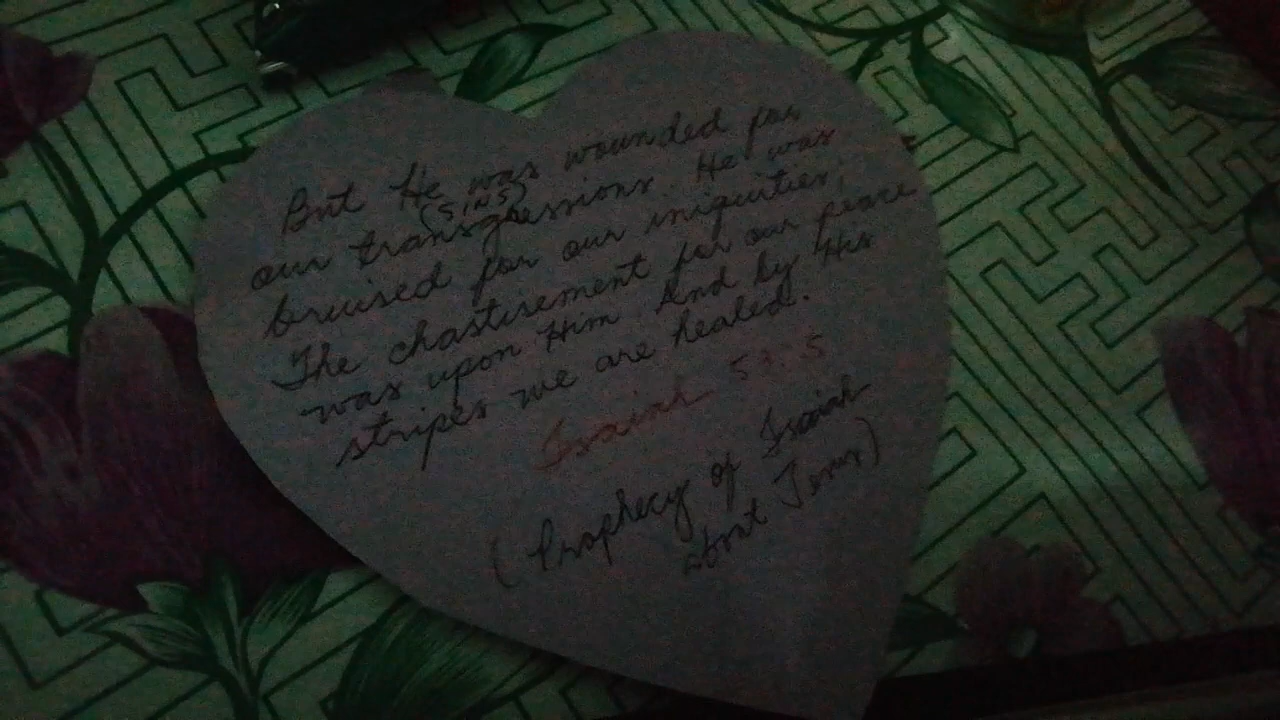 But He was wounded for
(SINS)
our transgressions. He was
bruised for our iniquities,
The chastisement for our peace
was upon Him And by His
stripes we are healed.
Isaiah 53:5
(Prophecy of Isaiah
about Jesus)